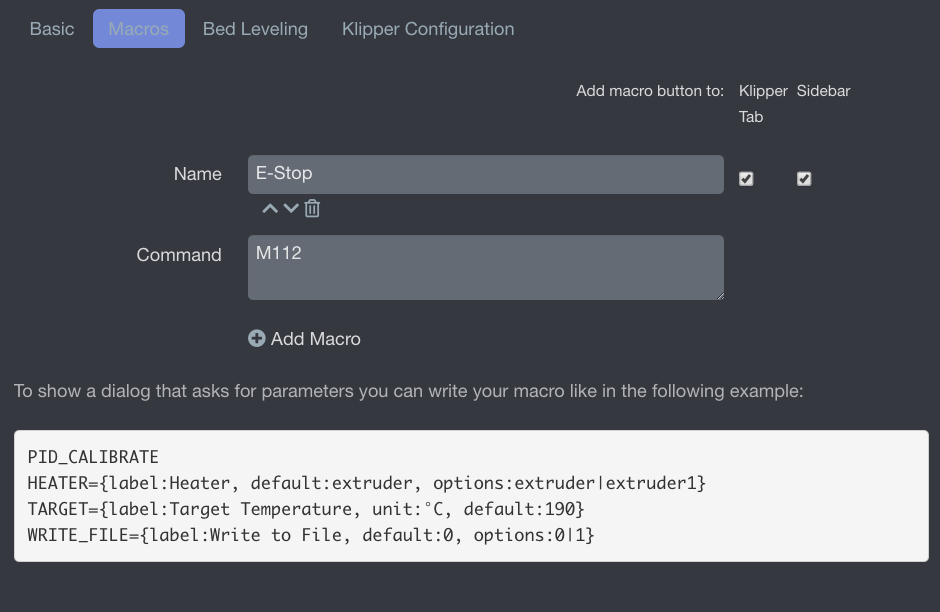 Basic Macros Bed Leveling Klipper Configuration
Add macro button to: Klipper Tab Sidebar
Name E-Stop
Command M112
Add Macro
To show a dialog that asks for parameters you can write your macro like in the following example:
PID_CALIBRATE
HEATER={label:Heater, default:extruder, options:extruder|extruder1}
TARGET={label:Target Temperature, unit:°C, default:190}
WRITE_FILE={label:Write to File, default:0, options:0|1}